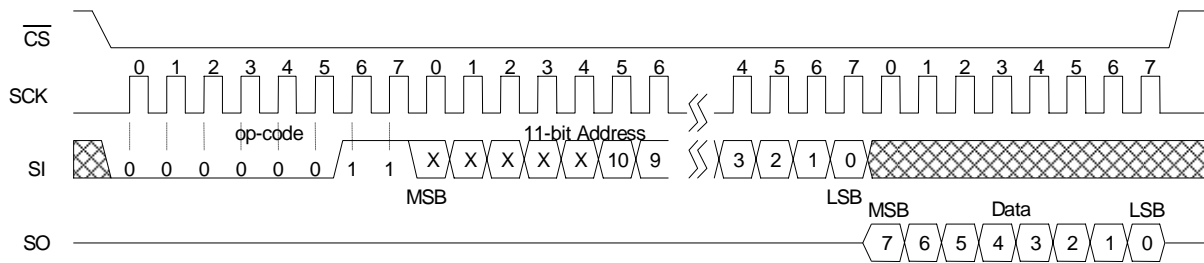 CS
0 1 2 3 4 5 6 7 0 1 2 3 4 5 6 4 5 6 7 0 1 2 3 4 5 6 7
SCK
op-code 11-bit Address
SI 0 0 0 0 0 0 1 1 X X X X X 10 9 3 2 1 0
MSB LSB
MSB Data LSB
SO 7 6 5 4 3 2 1 0